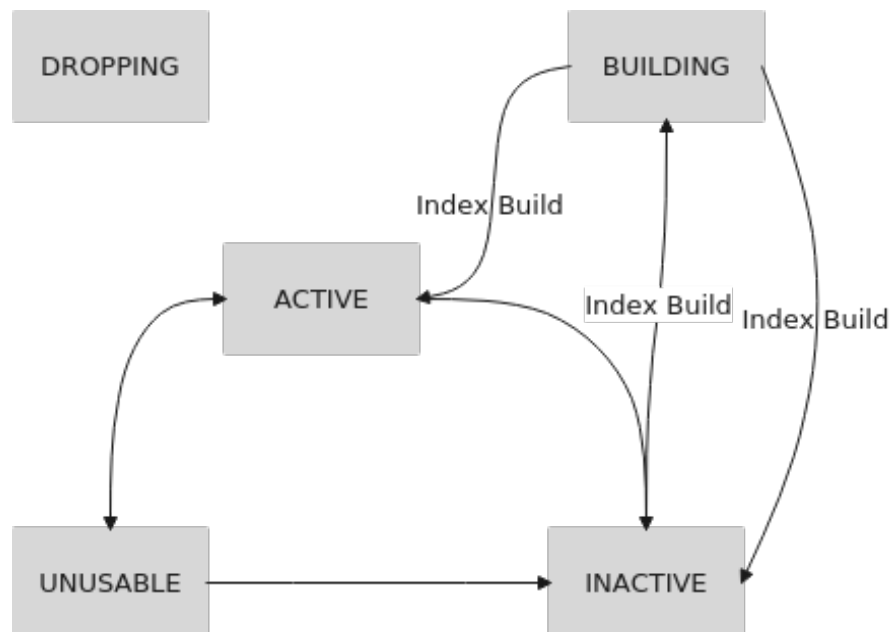 DROPPING
BUILDING
Index Build
ACTIVE
Index Build
Index Build
UNUSABLE
INACTIVE